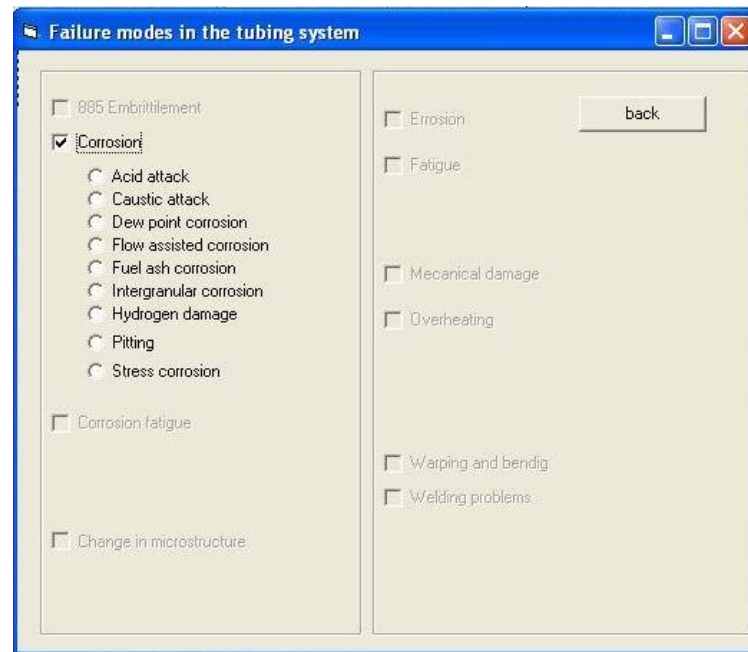 Failure modes in the tubing system
885 Embrittilement
Corrosion
Acid attack
Caustic attack
Dew point corrosion
Flow assisted corrosion
Fuel ash corrosion
Intergranular corrosion
Hydrogen damage
Pitting
Stress corrosion
Corrosion fatigue
Change in microstructure
Errosion
back
Fatigue
Mecanical damage
Overheating
Warping and bendig
Welding problems